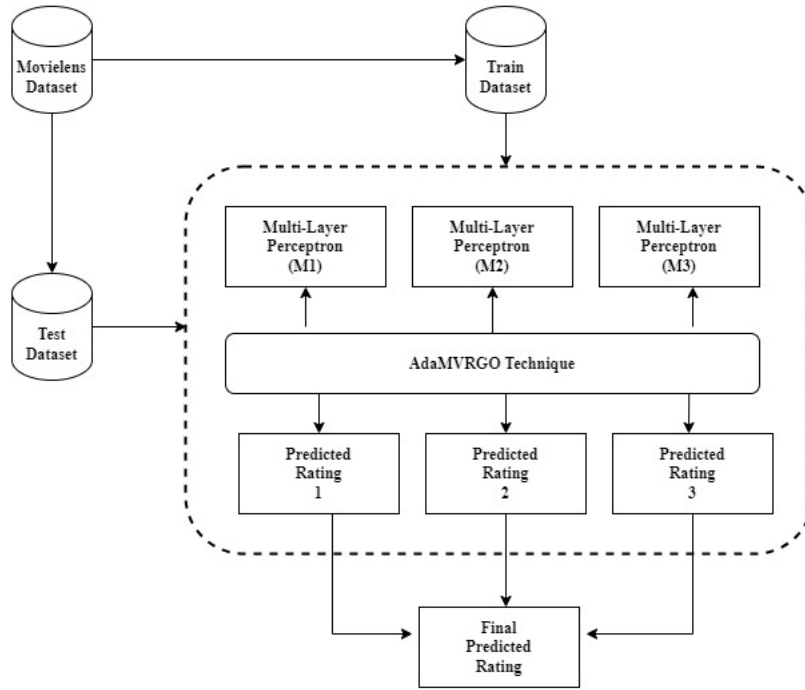 Movielens
Dataset
Train
Dataset
Multi-Layer
Perceptron
(M1)
Multi-Layer
Perceptron
(M2)
Multi-Layer
Perceptron
(M3)
Test
Dataset
AdaMVRGO Technique
Predicted
Rating
1
Predicted
Rating
2
Predicted
Rating
3
Final
Predicted
Rating